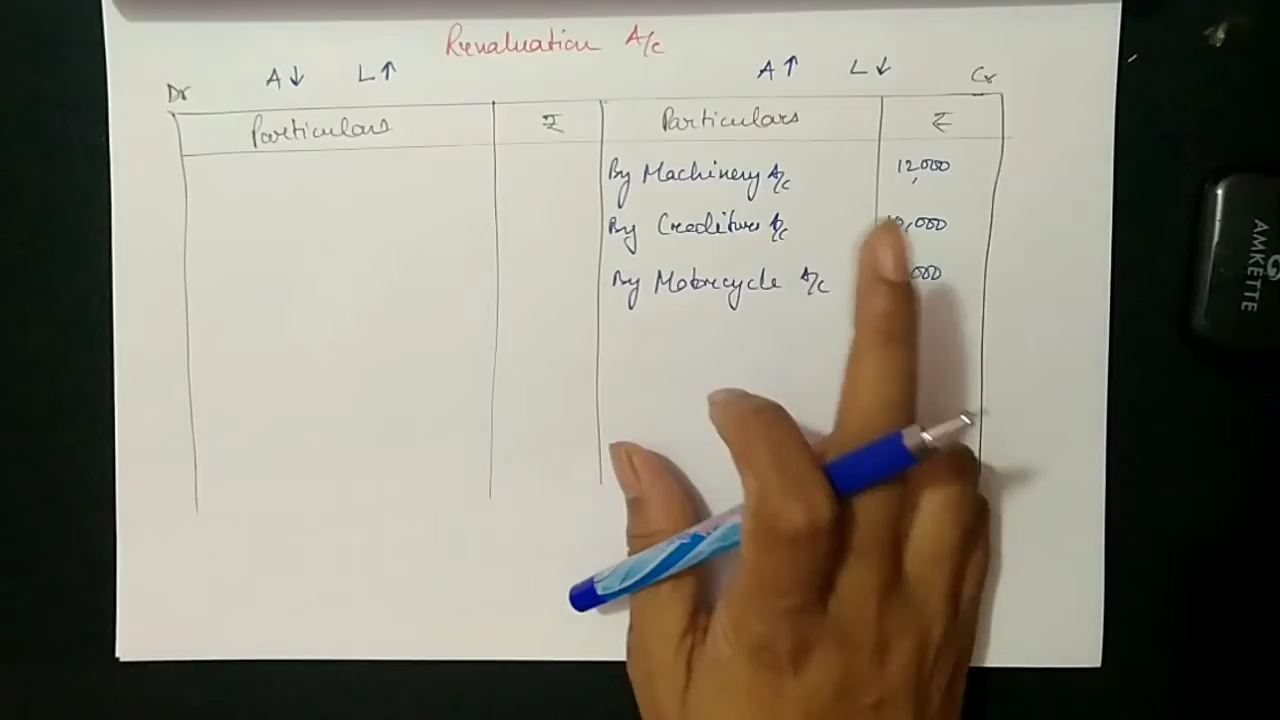 Revaluation A/c
Dr A↓ L↑ A↑ L↓ Cr
Particulars ₹ Particulars ₹
By Machinery A/c 12,000
By Creditors A/c
By Motorcycle A/c
AMKETTE